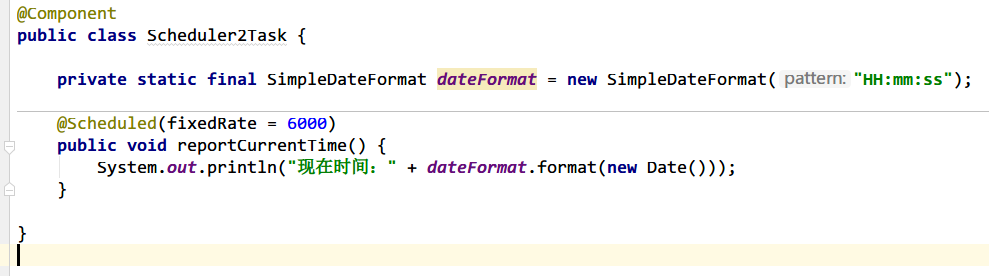 @Component
public class Scheduler2Task {
private static final SimpleDateFormat dateFormat = new SimpleDateFormat( pattern: "HH:mm:ss");
@Scheduled(fixedRate = 6000)
public void reportCurrentTime() {
System.out.println("现在时间：" + dateFormat.format(new Date()));
}
}